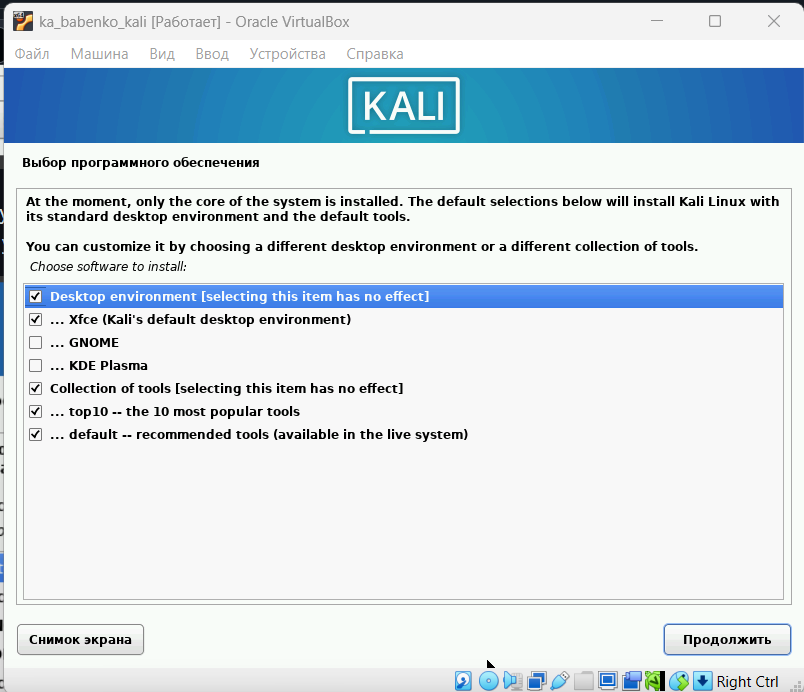 ka_babenko_kali [Работает] - Oracle VirtualBox
Файл Машина Вид Ввод Устройства Справка
KALI
Выбор программного обеспечения
At the moment, only the core of the system is installed. The default selections below will install Kali Linux with
its standard desktop environment and the default tools.
You can customize it by choosing a different desktop environment or a different collection of tools.
Choose software to install:
Desktop environment [selecting this item has no effect]
... Xfce (Kali's default desktop environment)
... GNOME
... KDE Plasma
Collection of tools [selecting this item has no effect]
... top10 -- the 10 most popular tools
... default -- recommended tools (available in the live system)
Снимок экрана Продолжить
Right Ctrl